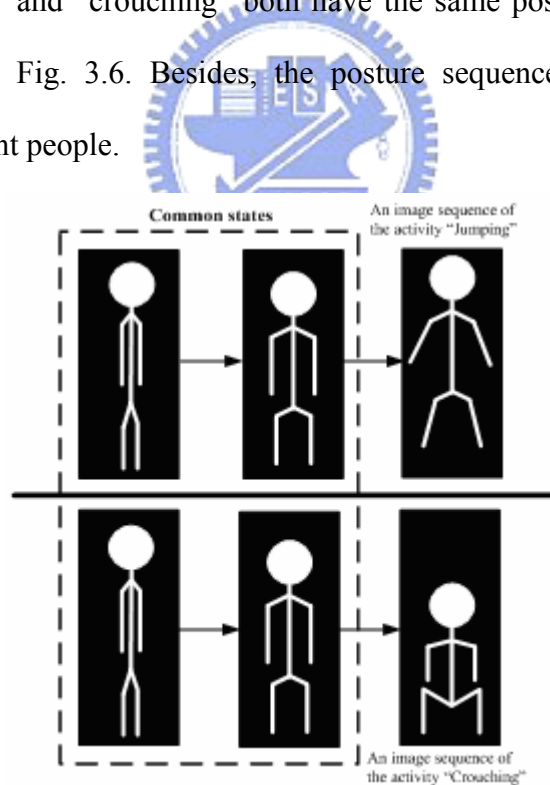 and "crouching" both have the same pos
Fig. 3.6. Besides, the posture sequence
nt people.
E S A
Common states
An image sequence of
the activity "Jumping"
An image sequence of
the activity "Crouching"